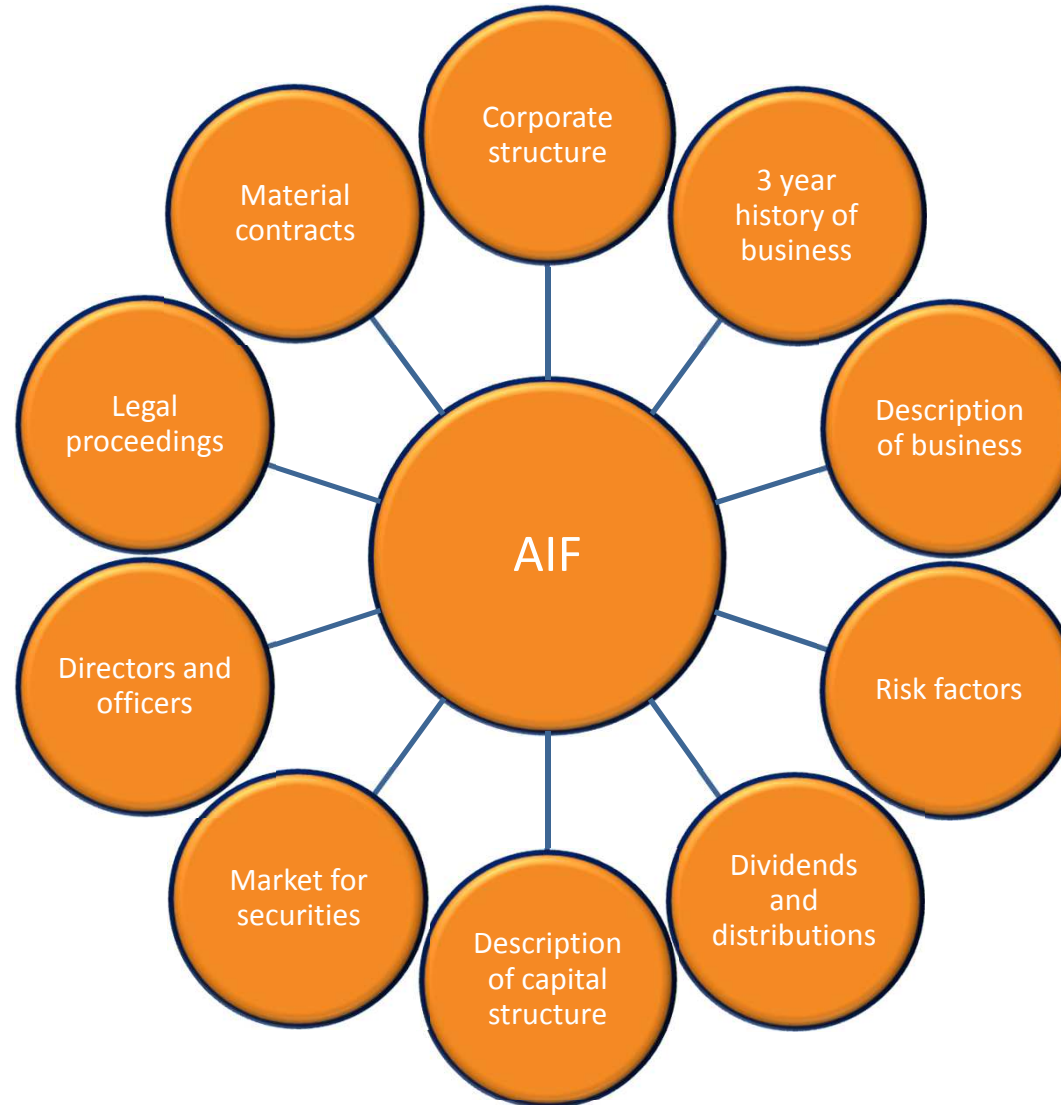 Corporate
structure
3 year
history of
business
Description
of business
Risk factors
Dividends
and
distributions
Description
of capital
structure
Market for
securities
Directors and
officers
Legal
proceedings
Material
contracts
AIF